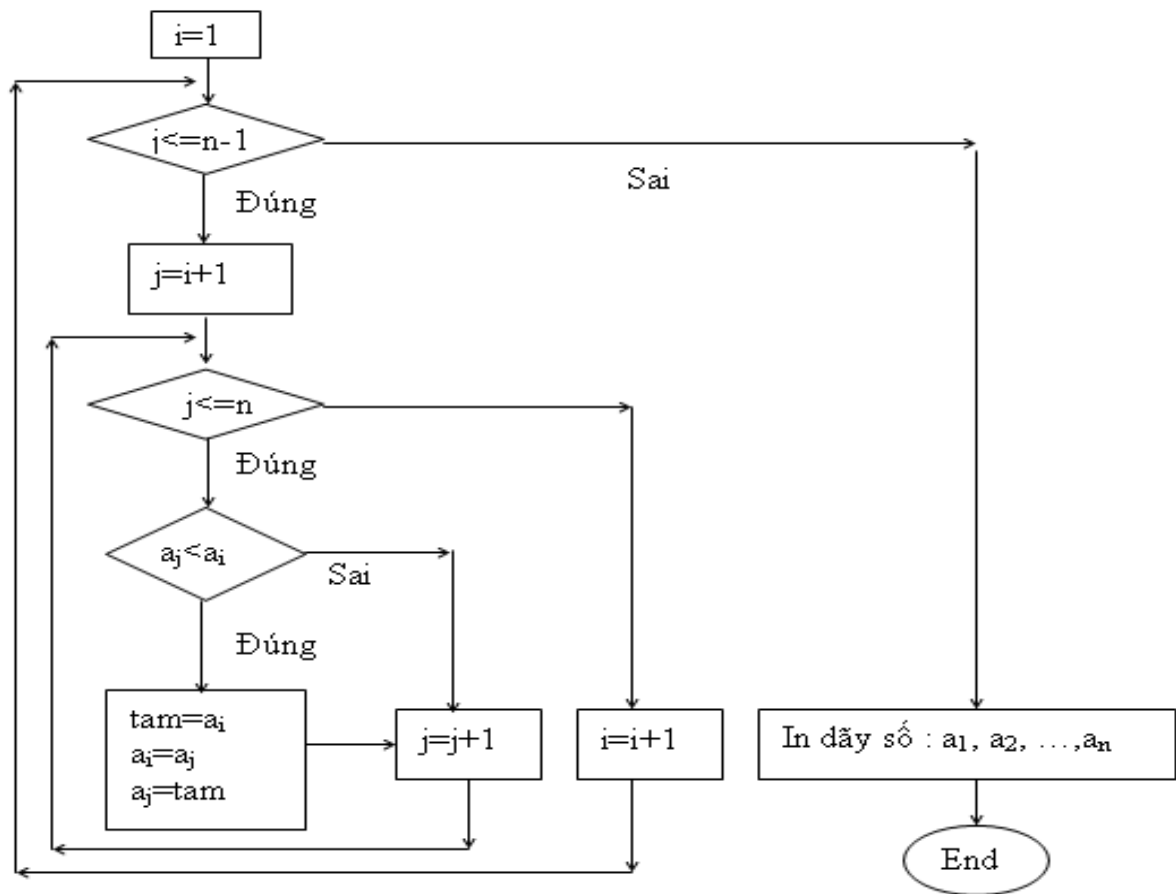 i=1
j<=n-1
Sai
Đúng
j=i+1
j<=n
Đúng
aj<ai
Sai
Đúng
tam=ai
ai=aj
aj=tam
j=j+1
i=i+1
In dãy số : a1, a2, ...,an
End